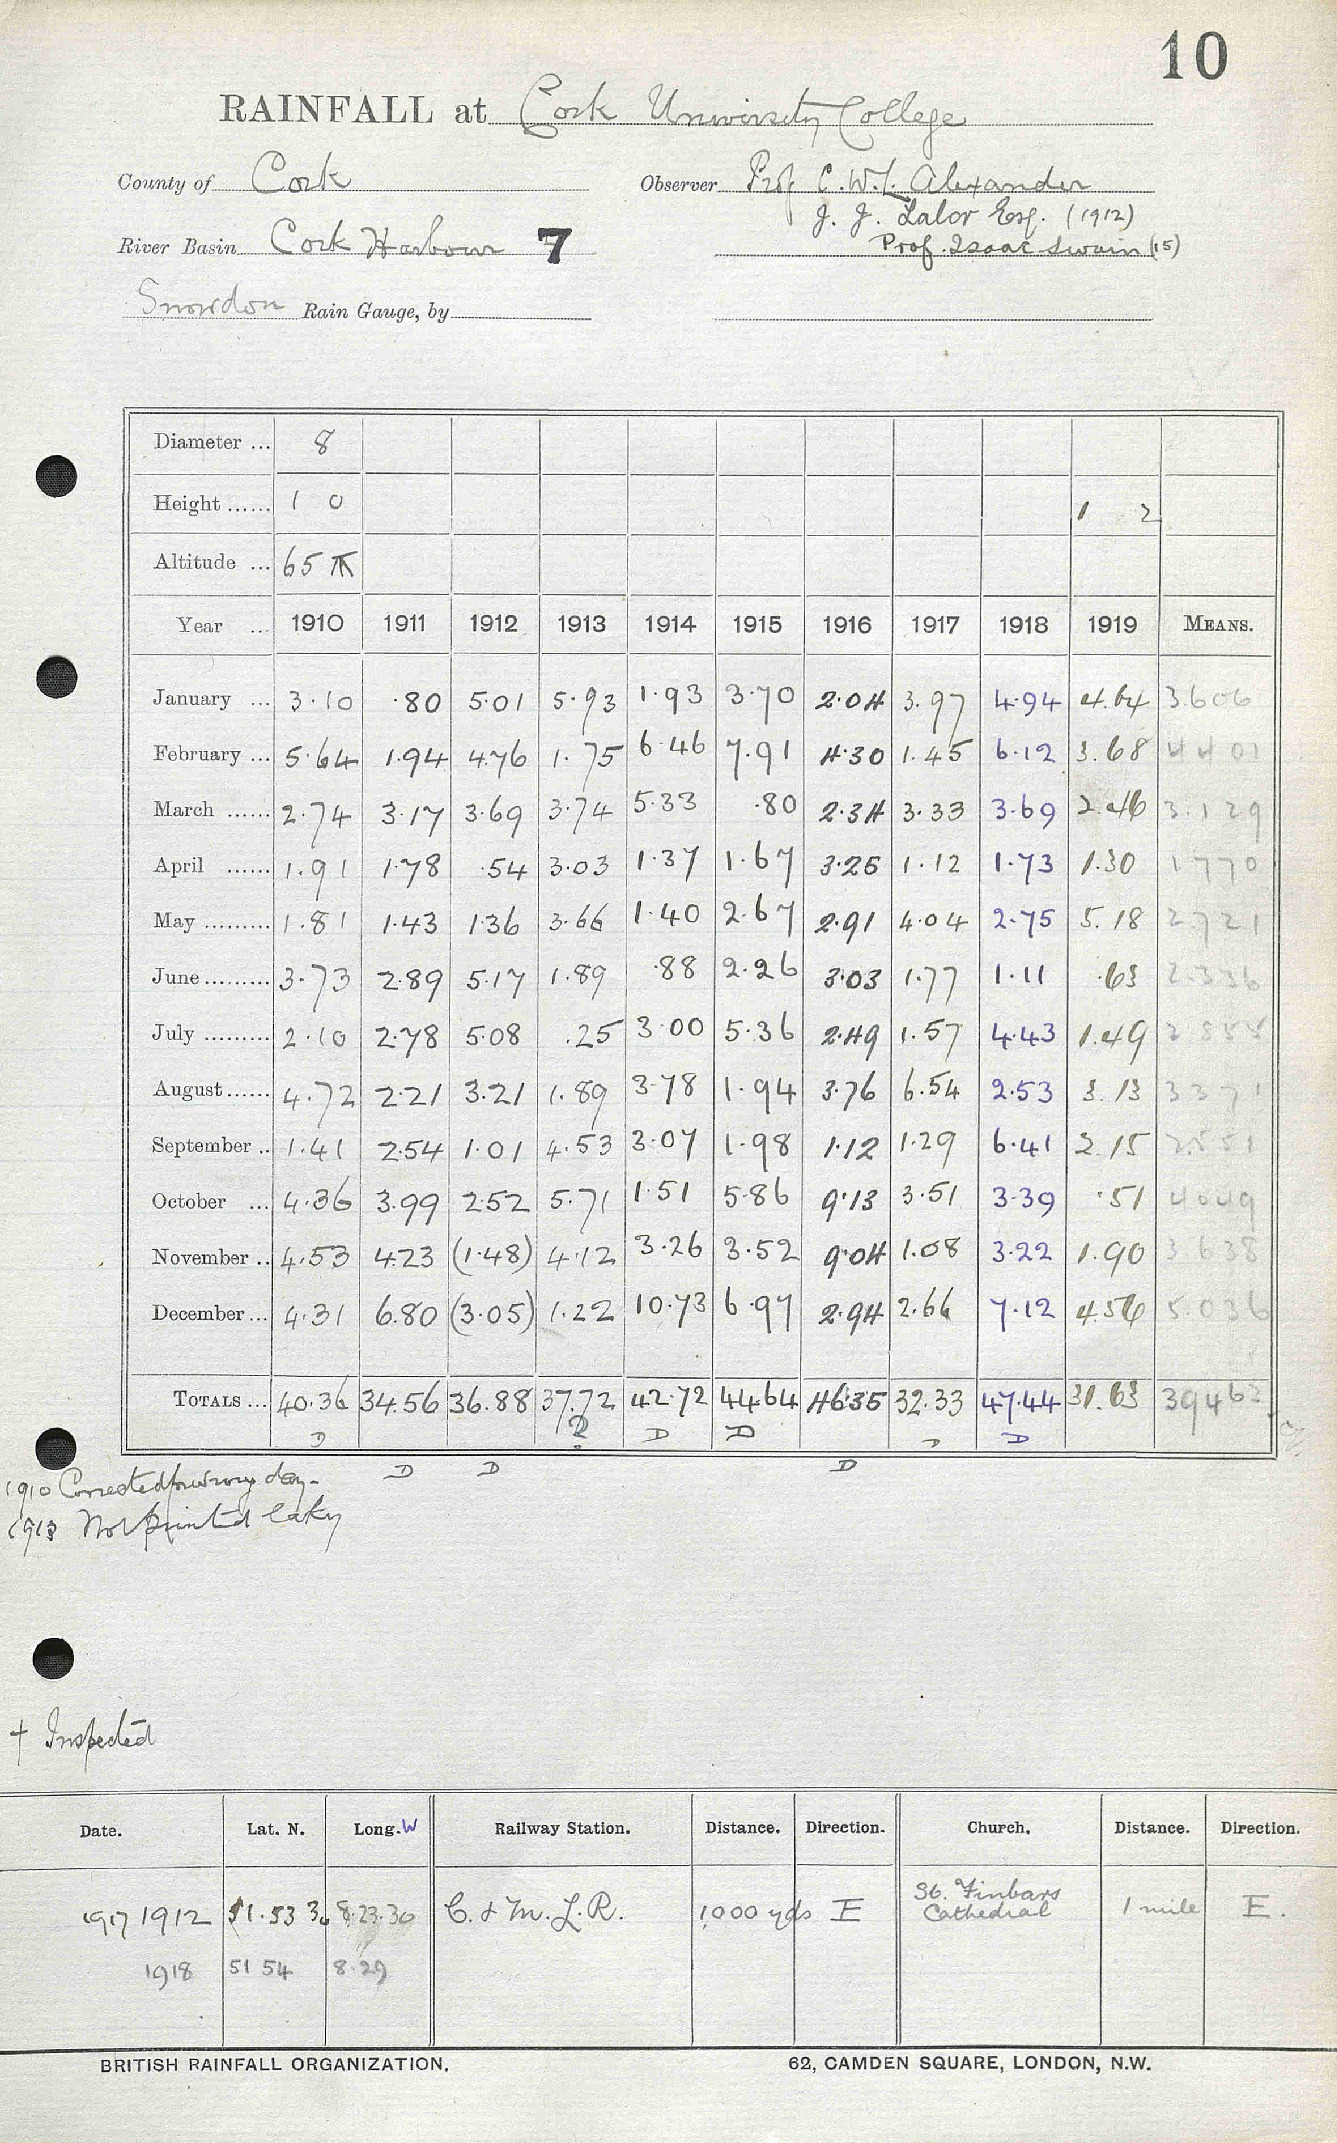 10
RAINFALL at Cork University College
County of Cork Observer Prof C.W.L. Alexander
J. J. Lalor Esq. (1912)
River Basin Cork Harbour 7 Prof. Isaac Swain (15)
Snowdon Rain Gauge, by
Diameter ... 8
Height ...... 1 0 1 2
Altitude ... 65
Year ... 1910 1911 1912 1913 1914 1915 1916 1917 1918 1919 MEANS.
January ... 3.10 .80 5.01 5.93 1.93 3.70 2.04 3.97 4.94 4.64 3.606
February ... 5.64 1.94 4.76 1.75 6.46 7.91 4.30 1.45 6.12 3.68 4401
March ...... 2.74 3.17 3.69 3.74 5.33 .80 2.34 3.33 3.69 2.46 3.129
April ...... 1.91 1.78 .54 3.03 1.37 1.67 3.25 1.12 1.73 1.30 1770
May ......... 1.81 1.43 1.36 3.66 1.40 2.67 2.91 4.04 2.75 5.18 2721
June ......... 3.73 2.89 5.17 1.89 .88 2.26 3.03 1.77 1.11 .63 2.336
July ......... 2.10 2.78 5.08 .25 3.00 5.36 2.49 1.57 4.43 1.49 2855
August ...... 4.72 2.21 3.21 1.89 3.78 1.94 3.76 6.54 2.53 3.13 3371
September .. 1.41 2.54 1.01 4.53 3.07 1.98 1.12 1.29 6.41 2.15 2.551
October ... 4.36 3.99 2.52 5.71 1.51 5.86 9.13 3.51 3.39 .51 4049
November .. 4.53 4.23 (1.48) 4.12 3.26 3.52 9.04 1.08 3.22 1.90 3.638
December ... 4.31 6.80 (3.05) 1.22 10.73 6.97 2.94 2.66 7.12 4.56 5.036
TOTALS ... 40.36 34.56 36.88 37.72 42.72 44.64 46.35 32.33 47.44 31.63 39463
D ? D D D D
D D D
1910 Corrected for wrong day.
1913 Not printed leaky
† Inspected
Date. Lat. N. Long. W Railway Station. Distance. Direction. Church. Distance. Direction.
1917 1912 51.53 30 8.23.30 C. & M. L. R. 1000 yds E St. Finbars Cathedral 1 mile E.
1918 51 54 8.29
BRITISH RAINFALL ORGANIZATION. 62, CAMDEN SQUARE, LONDON, N.W.